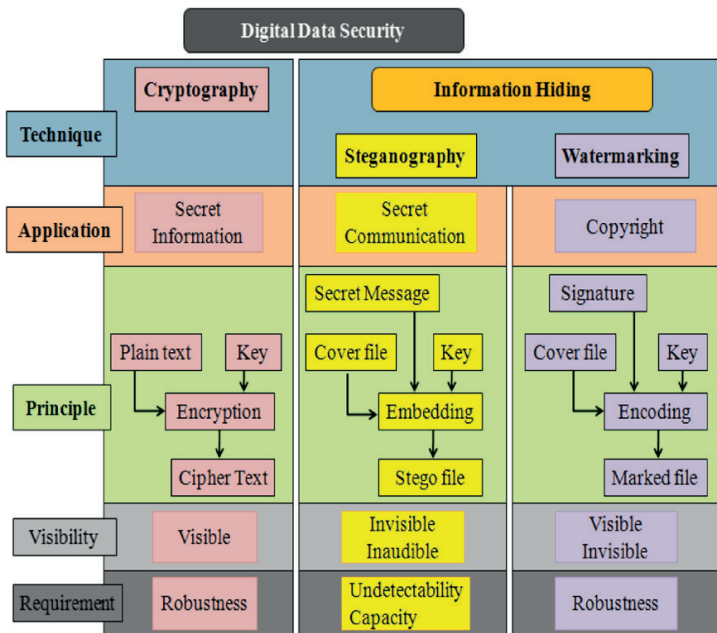 Digital Data Security
Cryptography
Information Hiding
Technique
Steganography
Watermarking
Application
Secret
Information
Secret
Communication
Copyright
Secret Message
Signature
Plain text
Key
Cover file
Key
Cover file
Key
Principle
Encryption
Embedding
Encoding
Cipher Text
Stego file
Marked file
Visibility
Visible
Invisible
Inaudible
Visible
Invisible
Requirement
Robustness
Undetectability
Capacity
Robustness